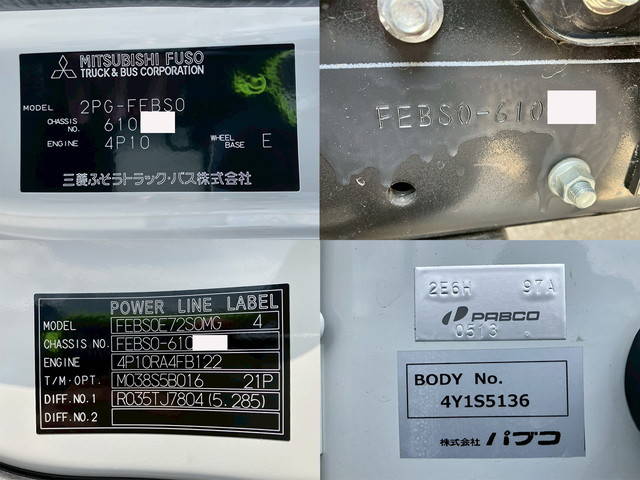 MITSUBISHI FUSO
TRUCK & BUS CORPORATION
MODEL 2PG-FEBS0
CHASSIS NO. 610
ENGINE 4P10 WHEEL BASE E
三菱ふそうトラック・バス株式会社
FEBS0-610
POWER LINE LABEL
MODEL FEBS0E72S0MG 4
CHASSIS NO. FEBS0-610
ENGINE 4P10RA4FB122
T/M·OPT. M038S5B016 21P
DIFF.NO.1 R035TJ7804(5.285)
DIFF.NO.2
2E6H 97A
PABCO
0513
BODY No.
4Y1S5136
株式会社 パブコ